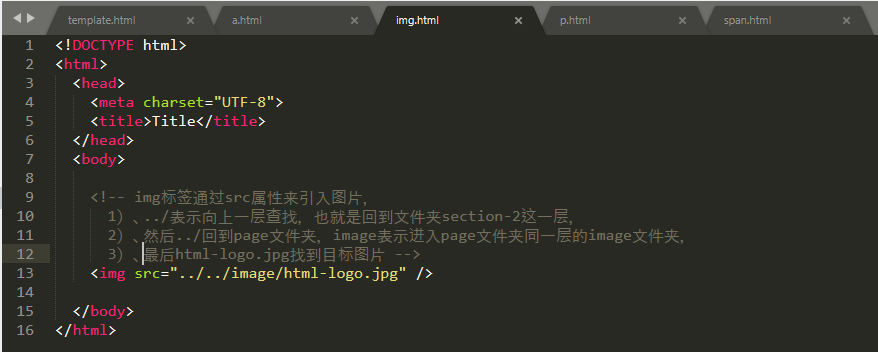 template.html × a.html × img.html × p.html × span.html ×
1 <!DOCTYPE html>
2 <html>
3 <head>
4 <meta charset="UTF-8">
5 <title>Title</title>
6 </head>
7 <body>
8
9 <!-- img标签通过src属性来引入图片，
10 1）、../表示向上一层查找，也就是回到文件夹section-2这一层，
11 2）、然后../回到page文件夹，image表示进入page文件夹同一层的image文件夹，
12 3）、最后html-logo.jpg找到目标图片 -->
13 <img src="../../image/html-logo.jpg" />
14
15 </body>
16 </html>